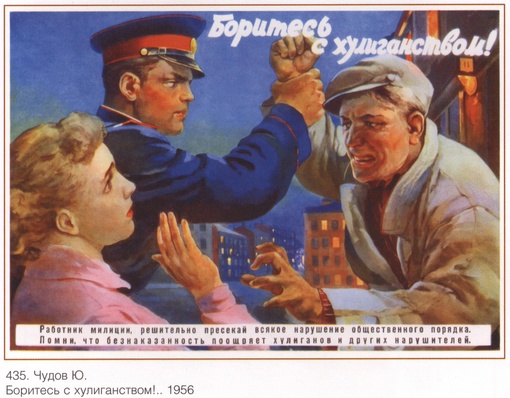 Боритесь
с хулиганством!
Работник милиции, решительно пресекай всякое нарушение общественного порядка.
Помни, что безнаказанность поощряет хулиганов и других нарушителей.
435. Чудов Ю.
Боритесь с хулиганством!.. 1956